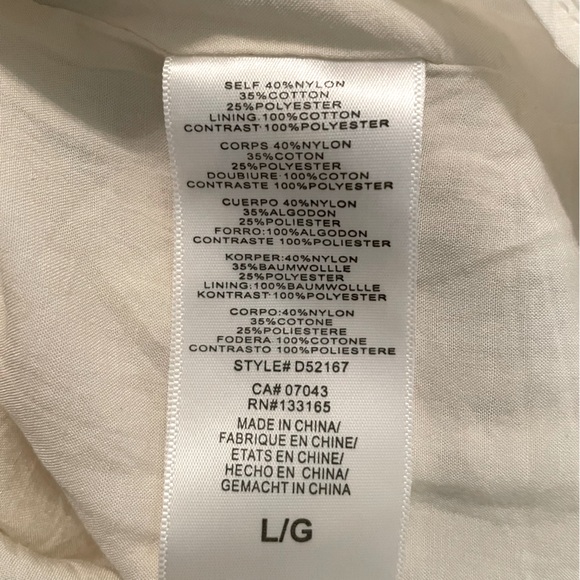 SELF 40%NYLON
35%COTTON
25%POLYESTER
LINING:100%COTTON
CONTRAST:100%POLYESTER
CORPS 40%NYLON
35%COTON
25%POLYESTER
DOUBIURE:100%COTON
CONTRASTE 100%POLYESTER
CUERPO 40%NYLON
35%ALGODON
25%POLIESTER
FORRO:100%ALGODON
CONTRASTE 100%POLYESTER
KORPER:40%NYLON
35%BAUMWOLLLE
25%POLYESTER
LINING:100%BAUMWOLLLE
KONTRAST:100%POLYESTER
CORPO:40%NYLON
35%COTONE
25%POLIESTERE
FODERA 100%COTONE
CONTRASTO 100%POLIESTERE
STYLE# D52167
CA# 07043
RN#133165
MADE IN CHINA/
FABRIQUE EN CHINE/
ETATS EN CHINE/
HECHO EN CHINA/
GEMACHT IN CHINA
L/G